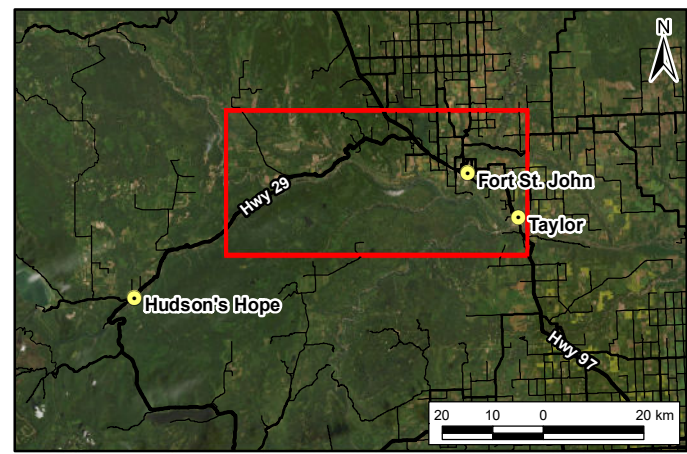 N
Fort St. John
Hwy 29
Taylor
Hudson's Hope
Hwy 97
20 10 0 20 km